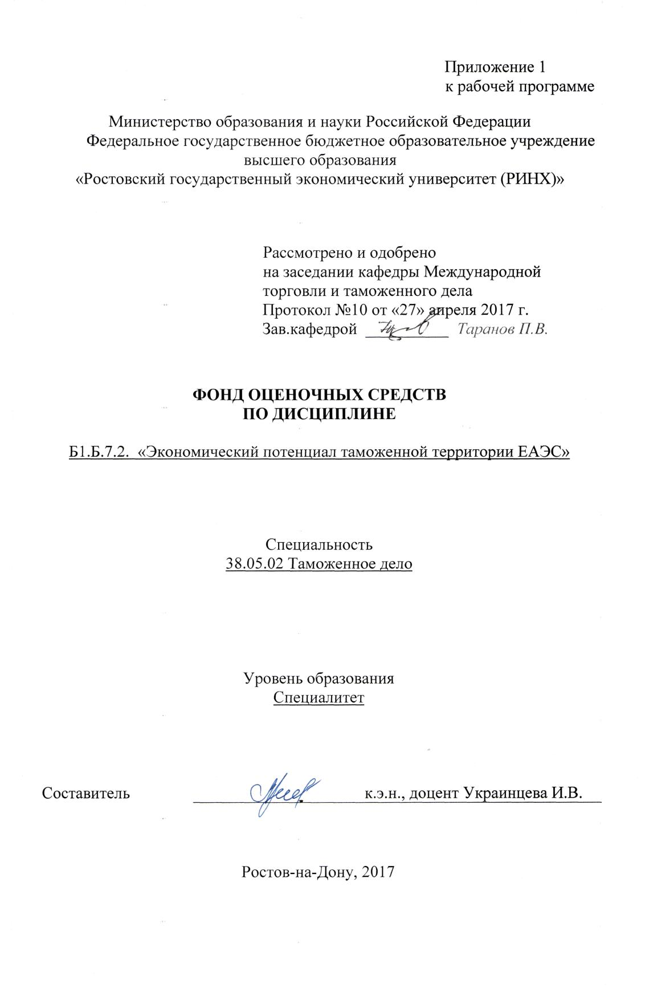 Приложение 1
к рабочей программе
Министерство образования и науки Российской Федерации
Федеральное государственное бюджетное образовательное учреждение
высшего образования
«Ростовский государственный экономический университет (РИНХ)»
Рассмотрено и одобрено
на заседании кафедры Международной
торговли и таможенного дела
Протокол №10 от «27» апреля 2017 г.
Зав.кафедрой Таранов П.В.
ФОНД ОЦЕНОЧНЫХ СРЕДСТВ
ПО ДИСЦИПЛИНЕ
Б1.Б.7.2. «Экономический потенциал таможенной территории ЕАЭС»
Специальность
38.05.02 Таможенное дело
Уровень образования
Специалитет
Составитель к.э.н., доцент Украинцева И.В.
Ростов-на-Дону, 2017